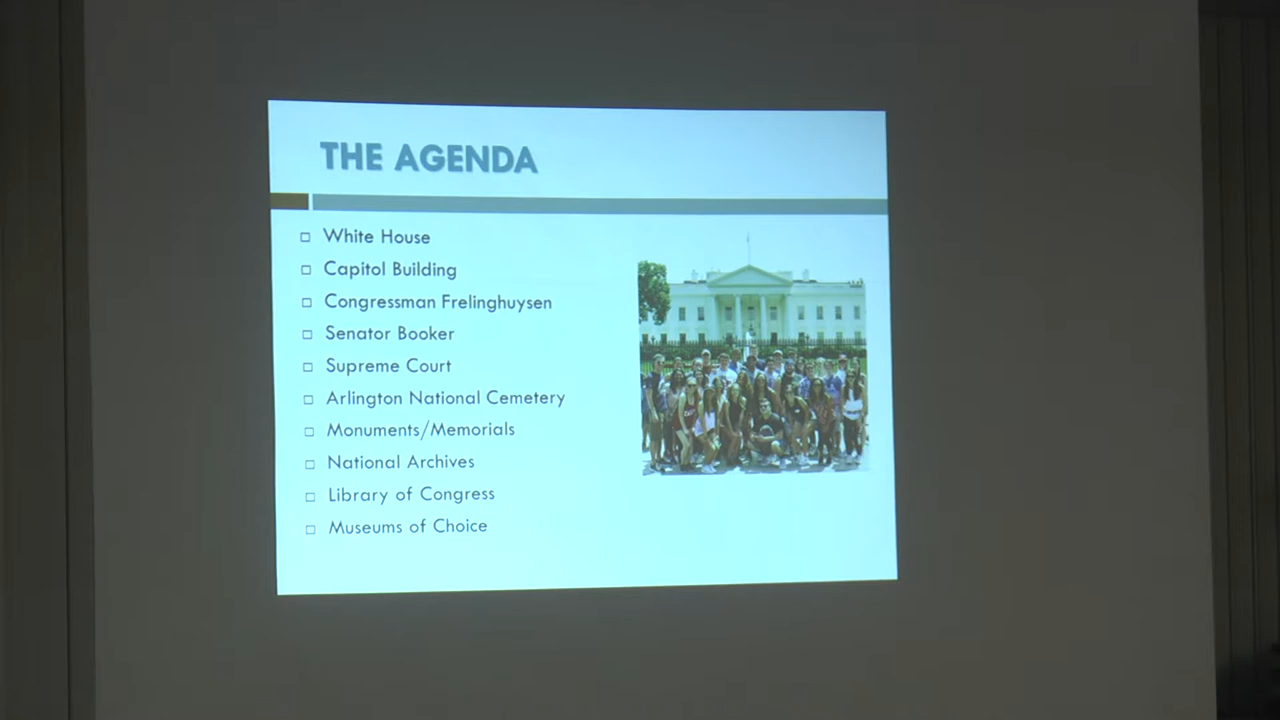 THE AGENDA
White House
Capitol Building
Congressman Frelinghuysen
Senator Booker
Supreme Court
Arlington National Cemetery
Monuments/Memorials
National Archives
Library of Congress
Museums of Choice